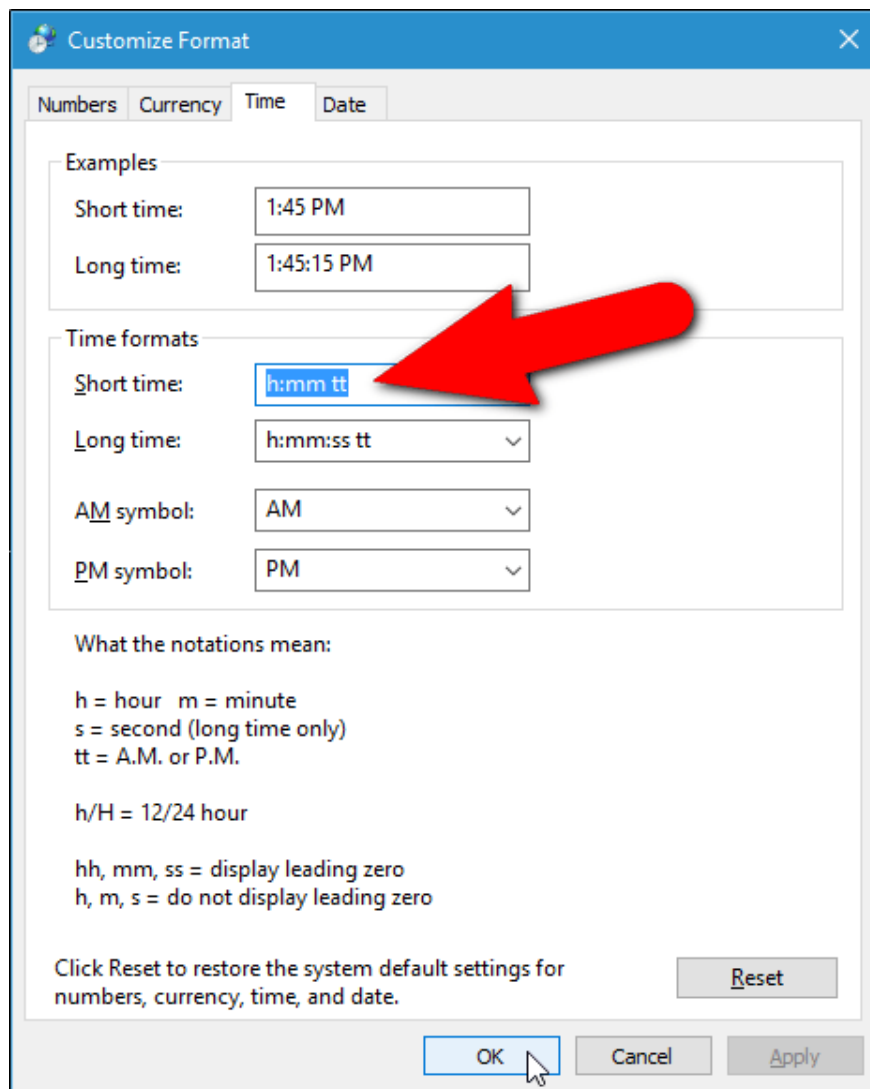 Customize Format
Numbers Currency Time Date
Examples
Short time: 1:45 PM
Long time: 1:45:15 PM
Time formats
Short time: h:mm tt
Long time: h:mm:ss tt
AM symbol: AM
PM symbol: PM
What the notations mean:
h = hour m = minute
s = second (long time only)
tt = A.M. or P.M.
h/H = 12/24 hour
hh, mm, ss = display leading zero
h, m, s = do not display leading zero
Click Reset to restore the system default settings for
numbers, currency, time, and date.
Reset
OK Cancel Apply